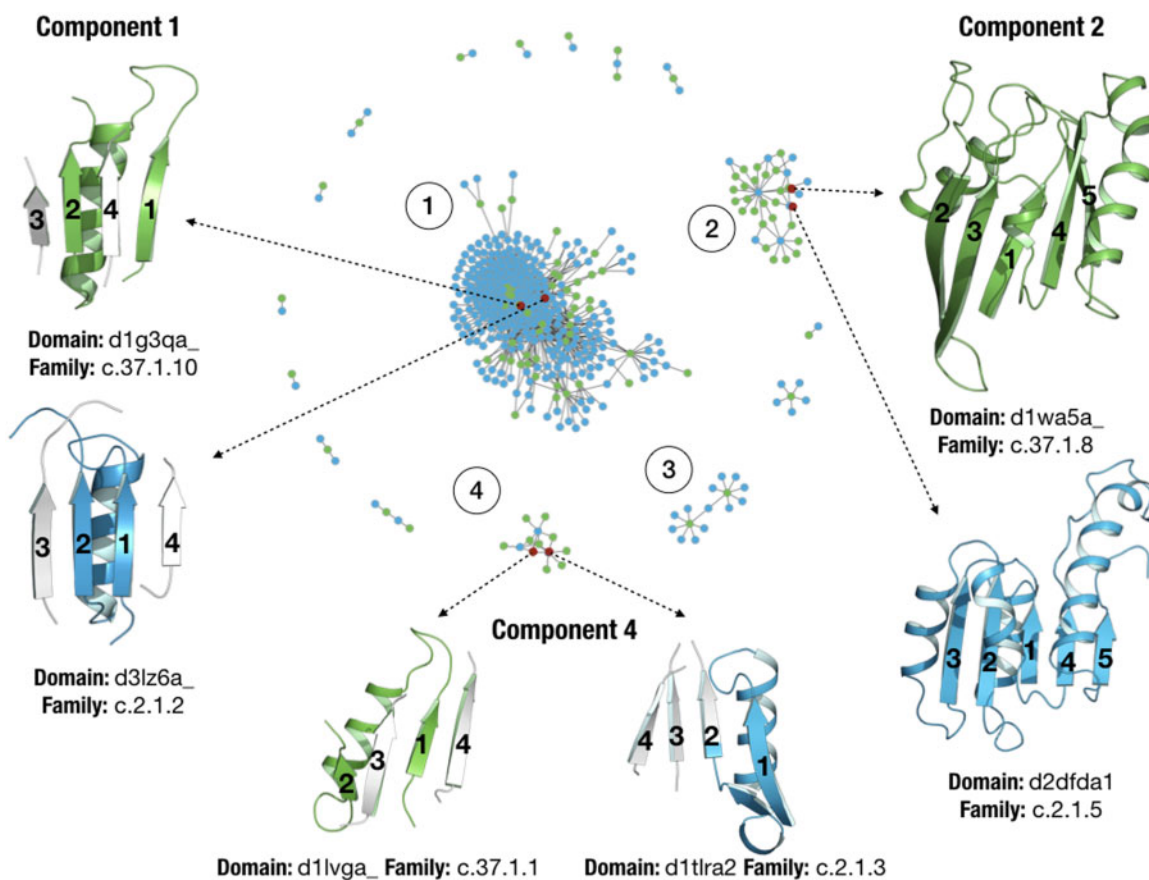 Component 1
Component 2
3
2
4
1
Domain: d1g3qa_
Family: c.37.1.10
1
2
2
3
1
4
5
Domain: d1wa5a_
Family: c.37.1.8
3
2
1
4
Domain: d3lz6a_
Family: c.2.1.2
4
3
Component 4
2
3
1
4
4
3
2
1
3
2
1
4
5
Domain: d2dfda1
Family: c.2.1.5
Domain: d1lvga_ Family: c.37.1.1
Domain: d1tlra2 Family: c.2.1.3